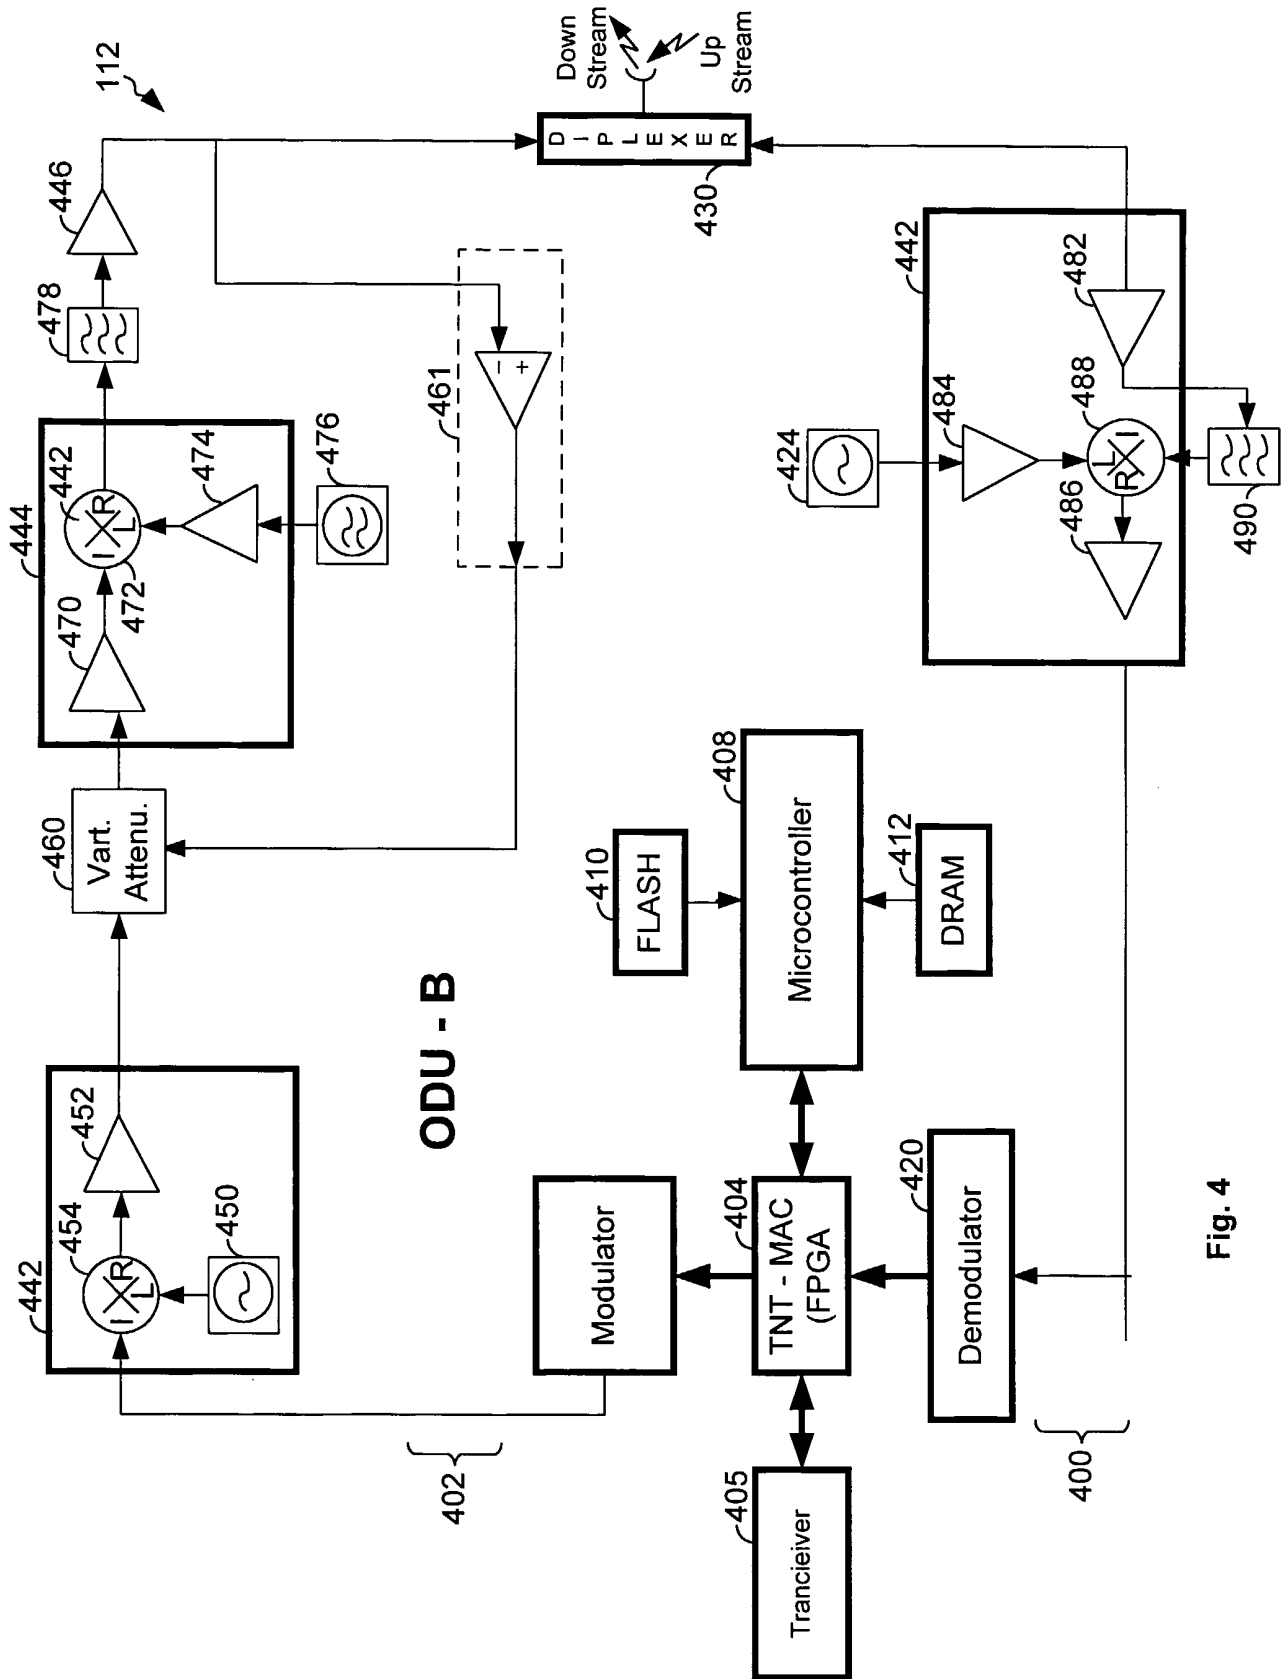 112
444
442
446
478
470
472
474
476
I
R
L
442
454
452
450
I
R
L
460
Vart.
Attenu.
461
−
+
Down
Stream
Up
Stream
DIPLEXER
430
ODU - B
402
Modulator
405
Tranceiver
404
TNT - MAC
(FPGA
408
Microcontroller
410
FLASH
412
DRAM
420
Demodulator
400
424
442
484
482
488
486
490
L
R
I
Fig. 4